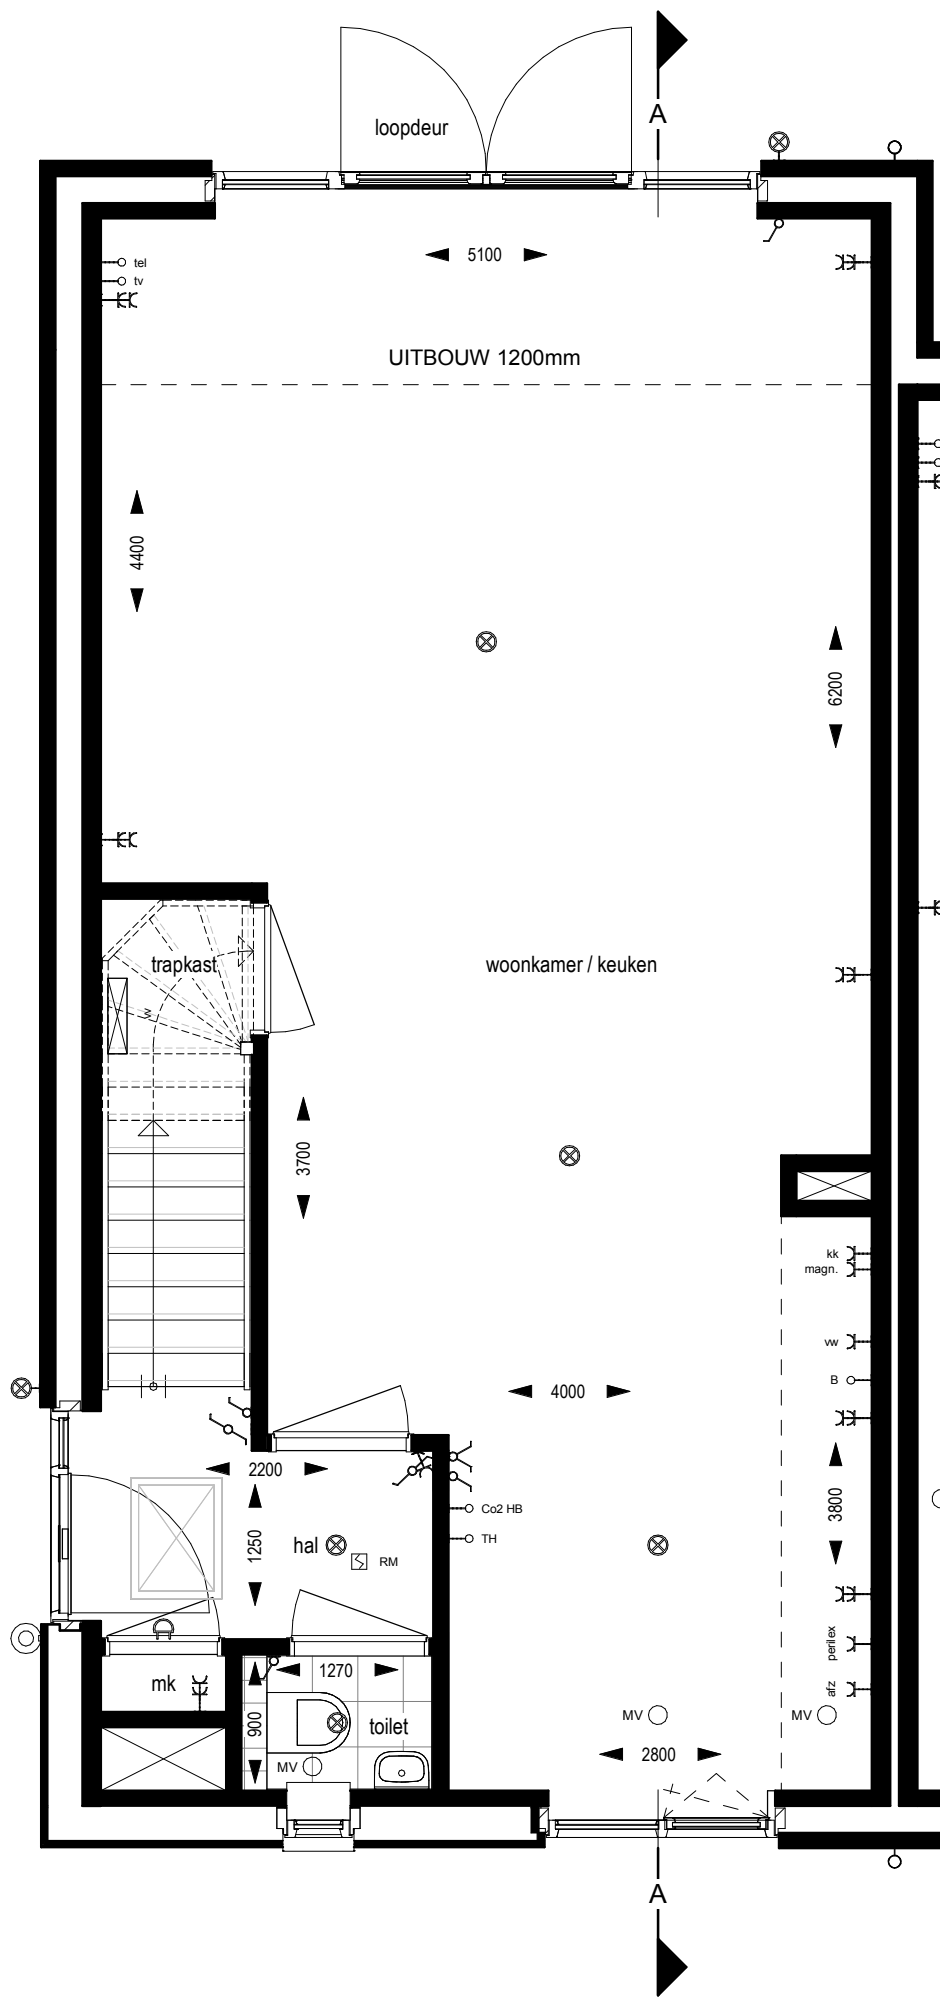 A
loopdeur
5100
tel
tv
UITBOUW 1200mm
4400
6200
trapkast
woonkamer / keuken
3700
kk
magn.
vw
B
4000
2200
Co2 HB
3800
1250
hal
TH
RM
perilex
mk
1270
afz
900
toilet
MV
MV
MV
2800
A